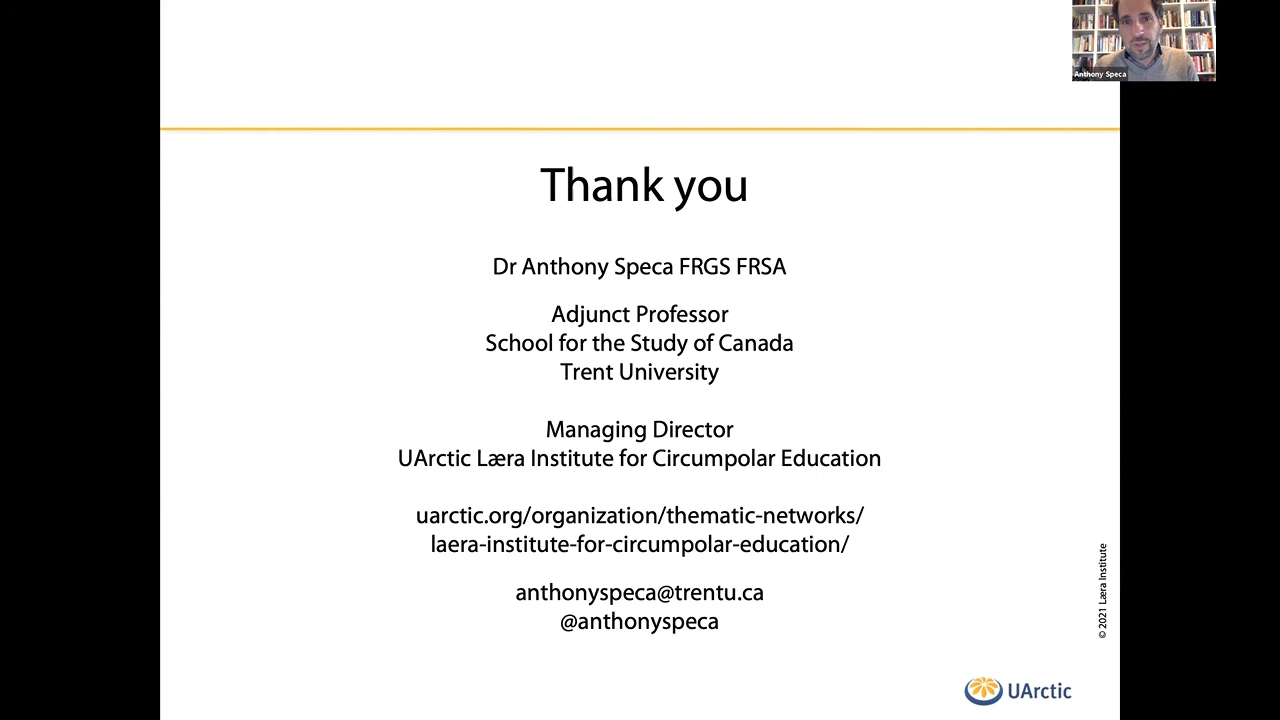 Anthony Speca
Thank you
Dr Anthony Speca FRGS FRSA
Adjunct Professor
School for the Study of Canada
Trent University
Managing Director
UArctic Læra Institute for Circumpolar Education
uarctic.org/organization/thematic-networks/
laera-institute-for-circumpolar-education/
anthonyspeca@trentu.ca
@anthonyspeca
© 2021 Læra Institute
UArctic